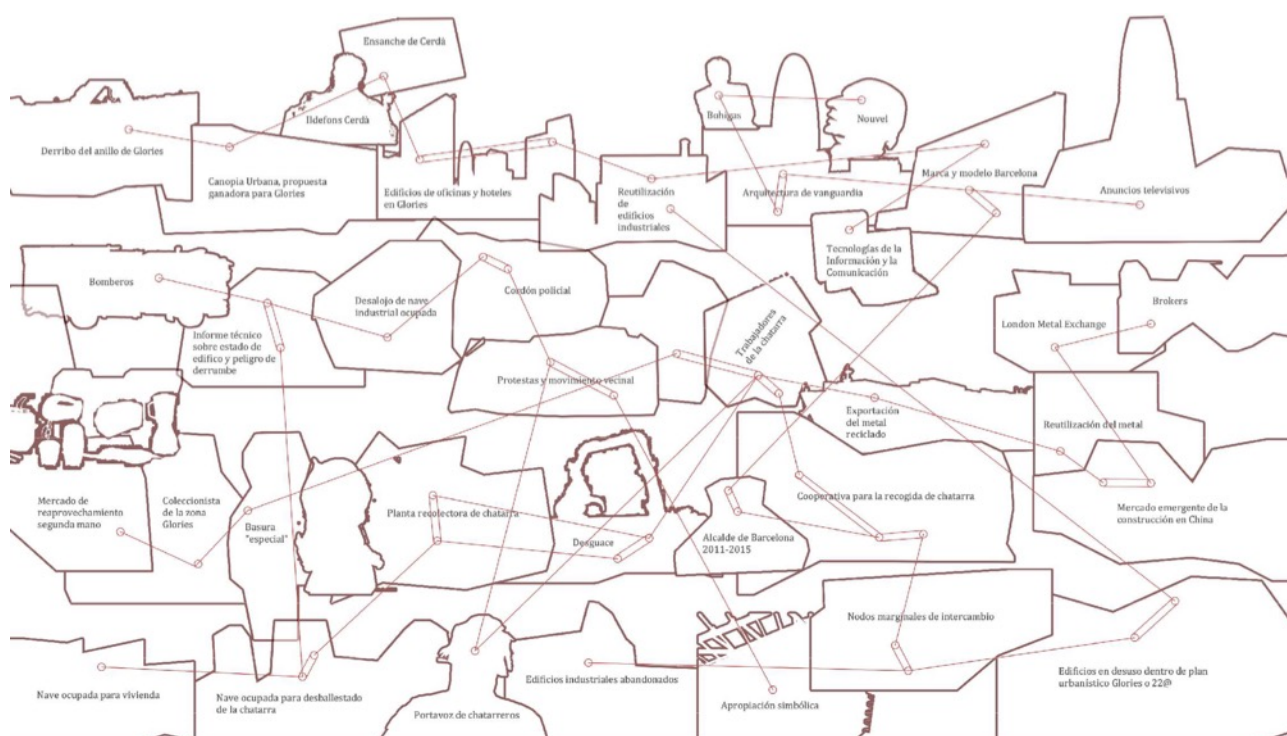 Ensanche de Cerdà
Ildefons Cerdà
Bohigas
Nouvel
Derribo del anillo de Glories
Canopia Urbana, propuesta
ganadora para Glories
Edificios de oficinas y hoteles
en Glories
Reutilización
de
edificios
industriales
Arquitectura de vanguardia
Marca y modelo Barcelona
Anuncios televisivos
Tecnologías de la
Información y la
Comunicación
Bomberos
Informe técnico
sobre estado de
edifico y peligro de
derrumbe
Desalojo de nave
industrial ocupada
Cordón policial
Protestas y movimiento vecinal
Trabajadores
de la chatarra
Exportación
del metal
reciclado
London Metal Exchange
Brokers
Reutilización del metal
Mercado de
reaprovechamiento
segunda mano
Coleccionista
de la zona
Glories
Basura
"especial"
Planta recolectora de chatarra
Desguace
Alcalde de Barcelona
2011-2015
Cooperativa para la recogida de chatarra
Mercado emergente de la
construcción en China
Nave ocupada para vivienda
Nave ocupada para desballestado
de la chatarra
Portavoz de chatarreros
Edificios industriales abandonados
Apropiación simbólica
Nodos marginales de intercambio
Edificios en desuso dentro de plan
urbanístico Glories o 22@